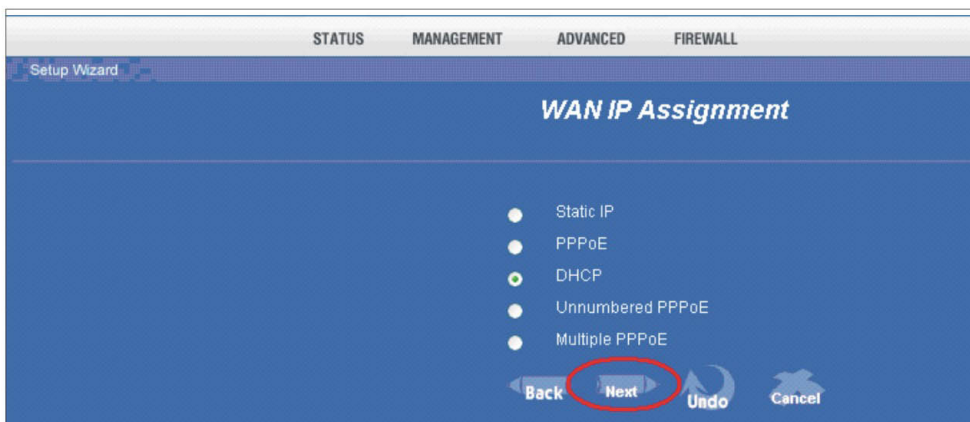 STATUS MANAGEMENT ADVANCED FIREWALL
Setup Wizard
WAN IP Assignment
Static IP
PPPoE
DHCP
Unnumbered PPPoE
Multiple PPPoE
Back Next Undo Cancel